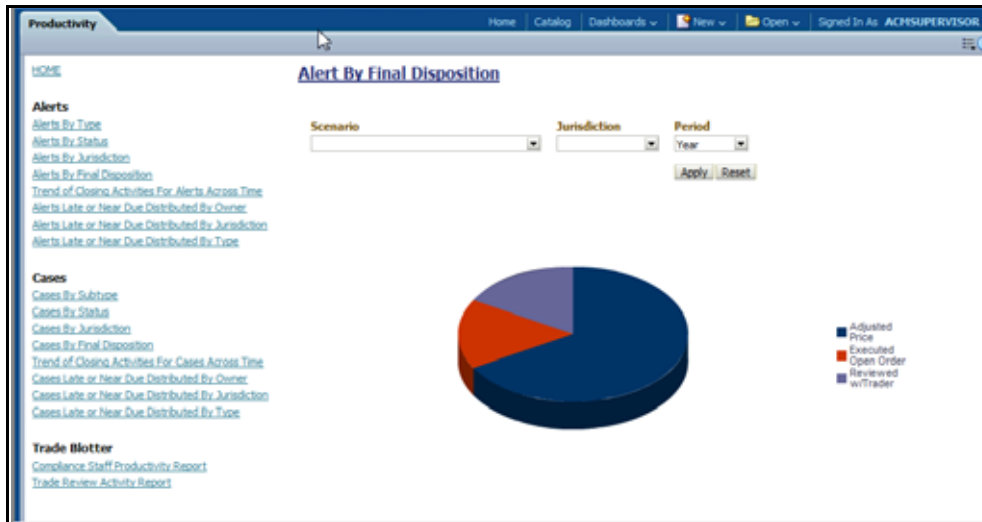 Productivity
Home Catalog Dashboards New Open Signed In As ACMSUPERVISOR
HOME
Alert By Final Disposition
Alerts
Alerts By Type
Alerts By Status
Alerts By Jurisdiction
Alerts By Final Disposition
Trend of Closing Activities For Alerts Across Time
Alerts Late or Near Due Distributed By Owner
Alerts Late or Near Due Distributed By Jurisdiction
Alerts Late or Near Due Distributed By Type
Scenario Jurisdiction Period
Year
Apply Reset
Cases
Cases By Subtype
Cases By Status
Cases By Jurisdiction
Cases By Final Disposition
Trend of Closing Activities For Cases Across Time
Cases Late or Near Due Distributed By Owner
Cases Late or Near Due Distributed By Jurisdiction
Cases Late or Near Due Distributed By Type
Adjusted
Price
Executed
Open Order
Reviewed
w/Trader
Trade Blotter
Compliance Staff Productivity Report
Trade Review Activity Report